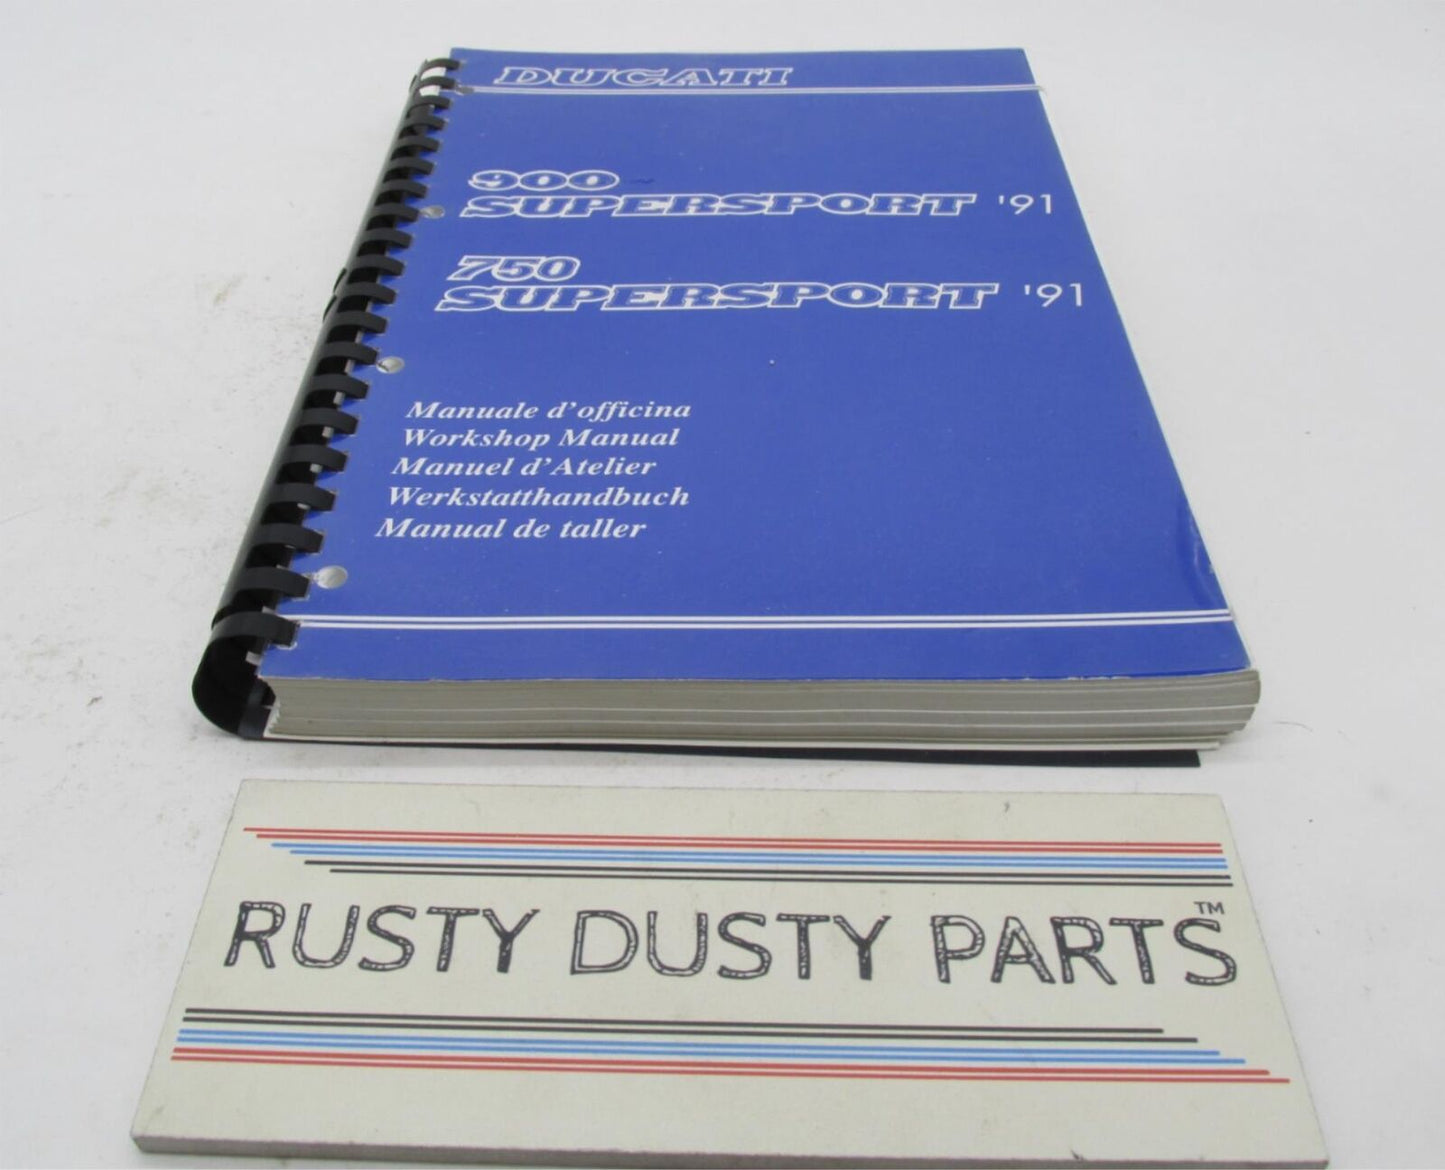 DUCATI
900
SUPERSPORT '91
750
SUPERSPORT '91
Manuale d'officina
Workshop Manual
Manuel d'Atelier
Werkstatthandbuch
Manual de taller
RUSTY DUSTY PARTS™